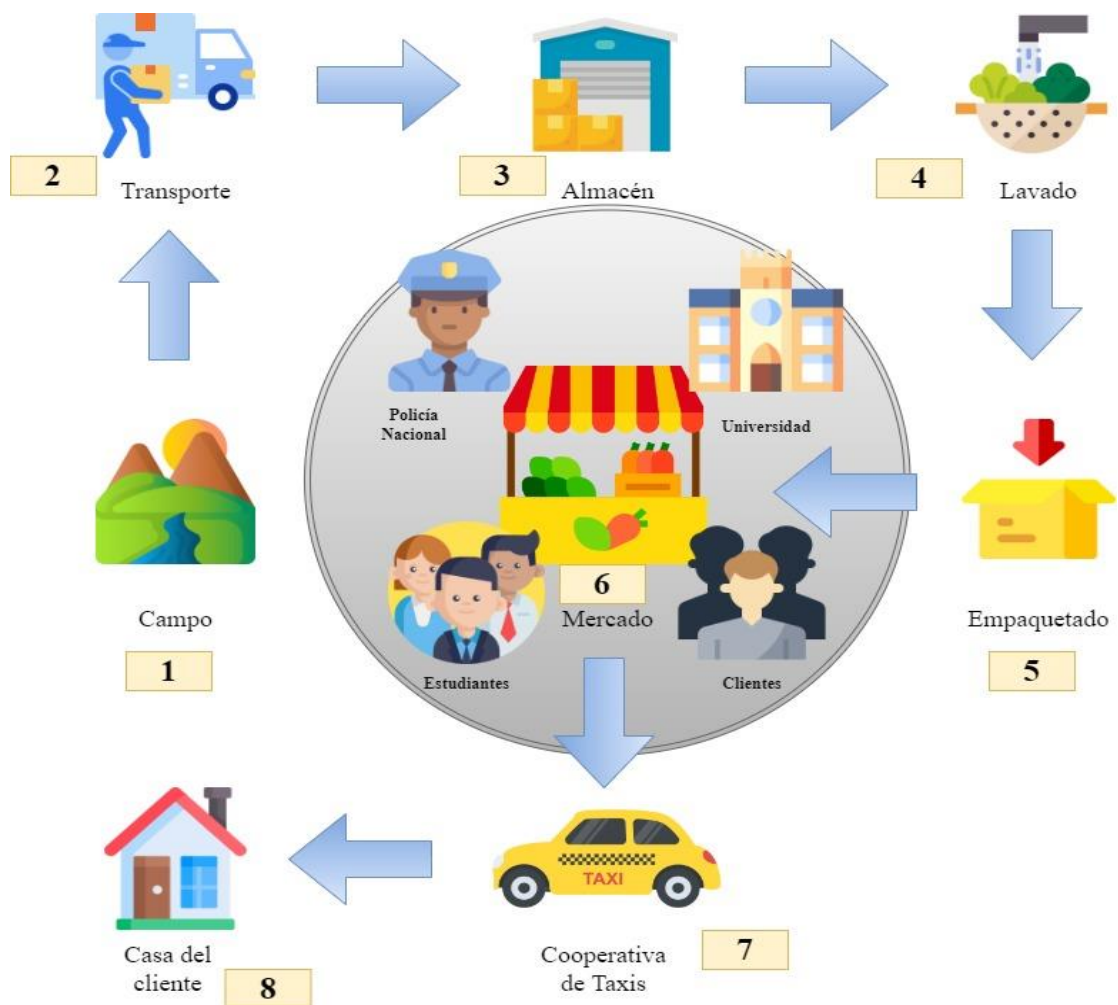 2
Transporte
3
Almacén
4
Lavado
Policía
Nacional
Universidad
Campo
1
6
Mercado
Estudiantes
Clientes
Empaquetado
5
TAXI
Casa del
cliente
8
Cooperativa
de Taxis
7